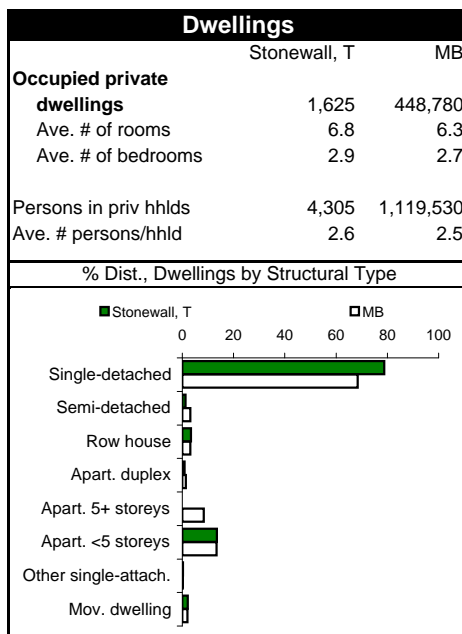 Dwellings
Stonewall, T MB
Occupied private
dwellings 1,625 448,780
Ave. # of rooms 6.8 6.3
Ave. # of bedrooms 2.9 2.7
Persons in priv hhlds 4,305 1,119,530
Ave. # persons/hhld 2.6 2.5
% Dist., Dwellings by Structural Type
Stonewall, T MB
0 20 40 60 80 100
Single-detached
Semi-detached
Row house
Apart. duplex
Apart. 5+ storeys
Apart. <5 storeys
Other single-attach.
Mov. dwelling